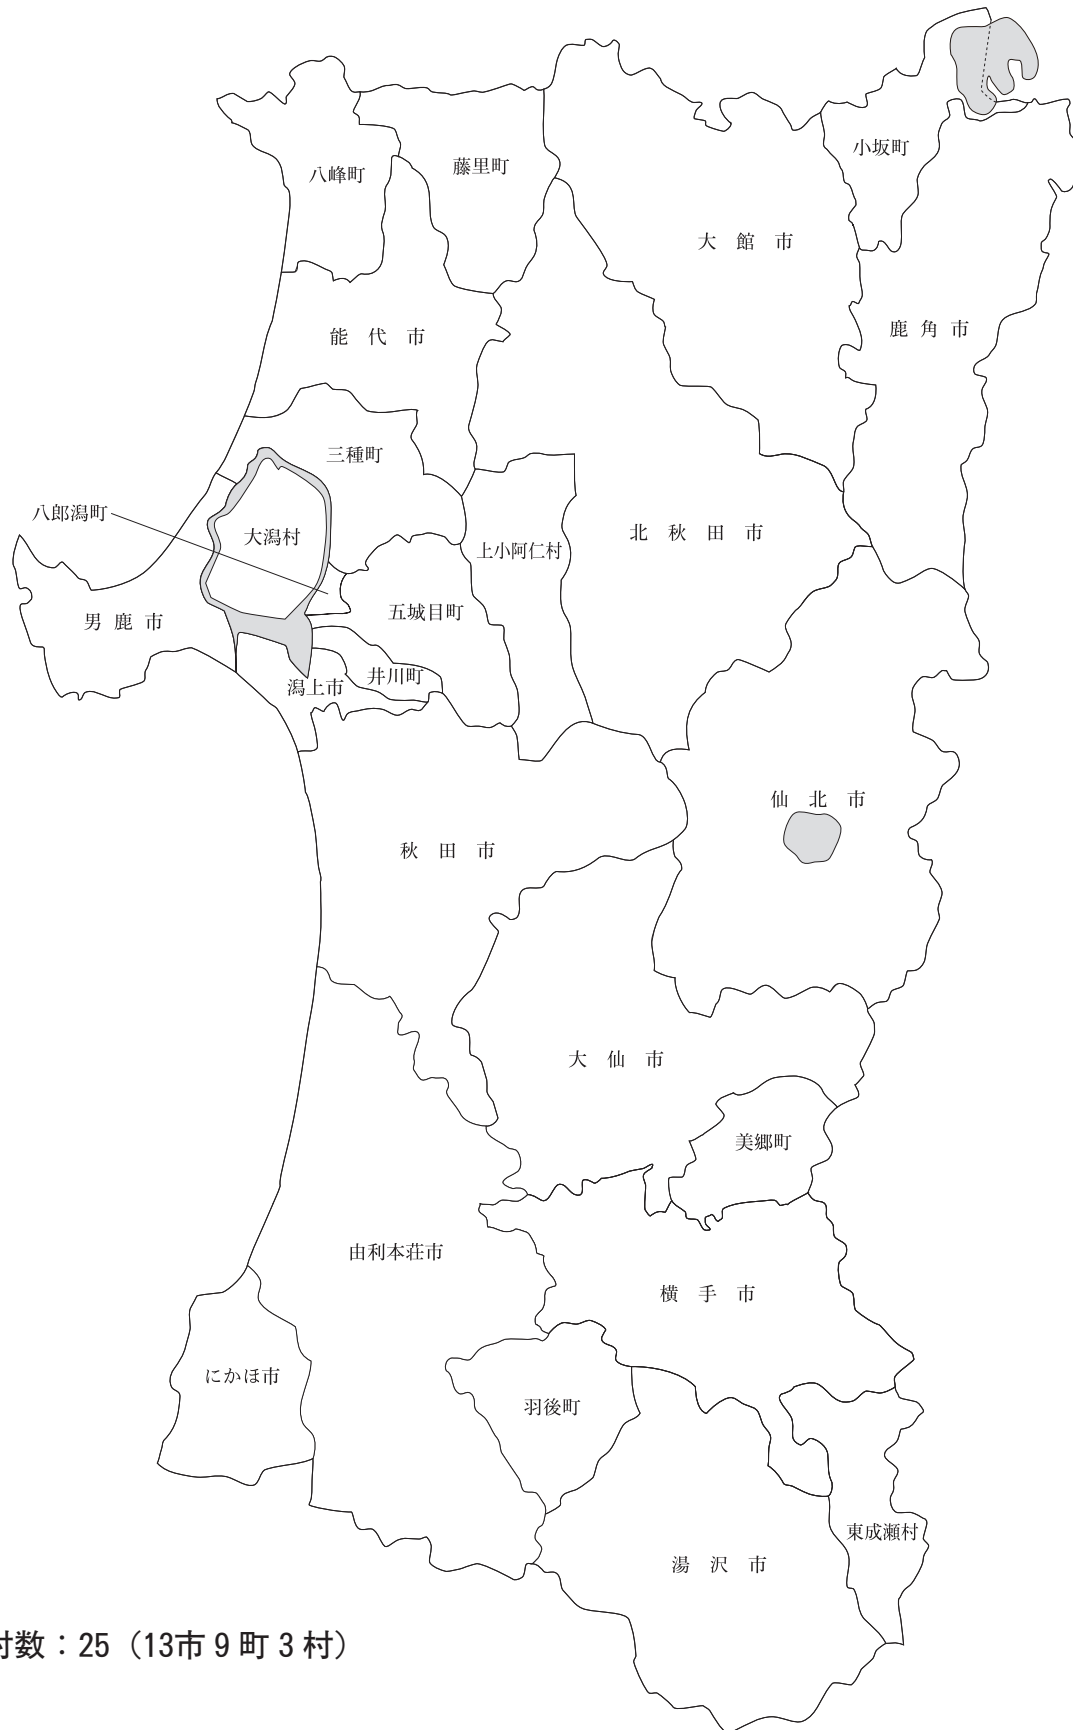 小坂町
八峰町
藤里町
大館市
鹿角市
能代市
三種町
八郎潟町
大潟村
北秋田市
上小阿仁村
男鹿市
五城目町
井川町
潟上市
仙北市
秋田市
大仙市
美郷町
由利本荘市
横手市
にかほ市
羽後町
東成瀬村
湯沢市
村数：25（13市9町3村）